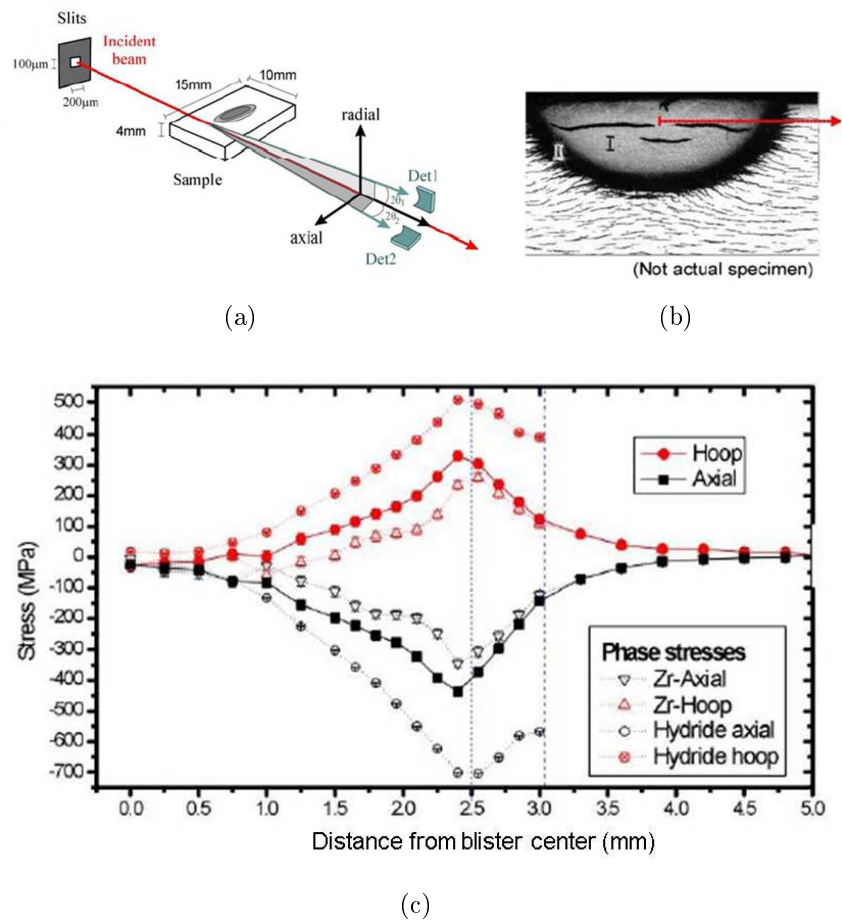 Slits
Incident
beam
100μm
200μm
15mm
10mm
4mm
Sample
radial
axial
Det1
Det2
2θ1
2θ2
I
II
(Not actual specimen)
(a)
(b)
500
400
300
200
100
0
-100
-200
-300
-400
-500
-600
-700
Stress (MPa)
Hoop
Axial
Phase stresses
Zr-Axial
Zr-Hoop
Hydride axial
Hydride hoop
0.0 0.5 1.0 1.5 2.0 2.5 3.0 3.5 4.0 4.5 5.0
Distance from blister center (mm)
(c)